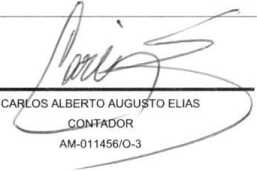 CARLOS ALBERTO AUGUSTO ELIAS
CONTADOR
AM-011456/O-3